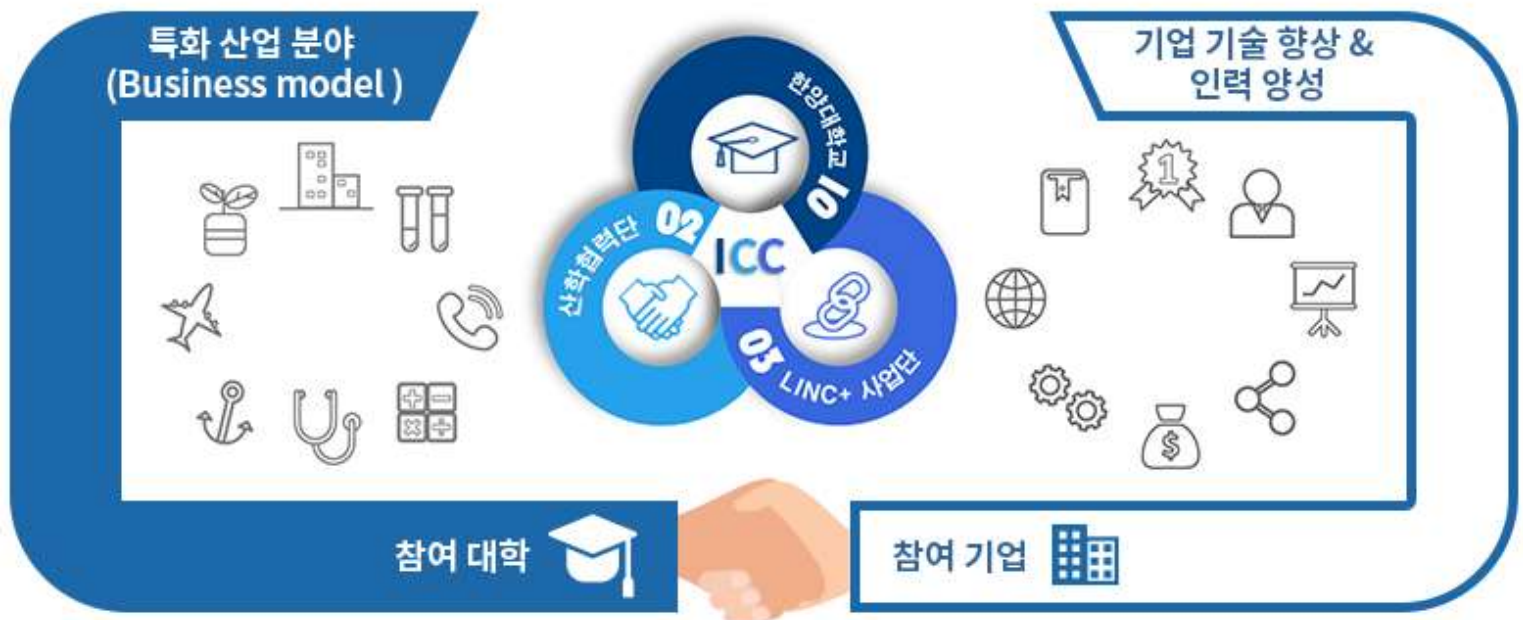 특화 산업 분야
(Business model )
기업 기술 향상 &
인력 양성
한양대학교 01
02 산학협력단
ICC
03 LINC+ 사업단
1
$
참여 대학
참여 기업